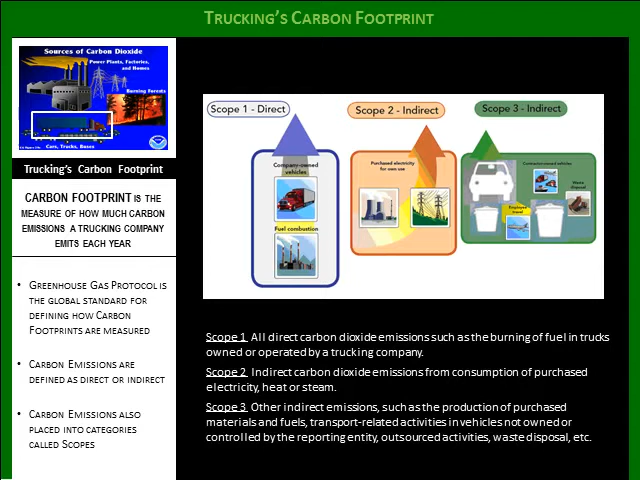 Trucking's Carbon Footprint
Sources of Carbon Dioxide
Power Plants, Factories,
and Homes
Burning Forests
Cars, Trucks, Buses
Trucking's Carbon Footprint
CARBON FOOTPRINT IS THE
MEASURE OF HOW MUCH CARBON
EMISSIONS A TRUCKING COMPANY
EMITS EACH YEAR
• Greenhouse Gas Protocol is
the global standard for
defining how Carbon
Footprints are measured
• Carbon Emissions are
defined as direct or indirect
• Carbon Emissions also
placed into categories
called Scopes
Scope 1 - Direct
Scope 2 - Indirect
Scope 3 - Indirect
Company-owned
vehicles
Fuel combustion
Purchased electricity
for own use
Contractor-owned vehicles
Waste
disposal
Employee
travel
Scope 1 All direct carbon dioxide emissions such as the burning of fuel in trucks
owned or operated by a trucking company.
Scope 2 Indirect carbon dioxide emissions from consumption of purchased
electricity, heat or steam.
Scope 3 Other indirect emissions, such as the production of purchased
materials and fuels, transport-related activities in vehicles not owned or
controlled by the reporting entity, outsourced activities, waste disposal, etc.